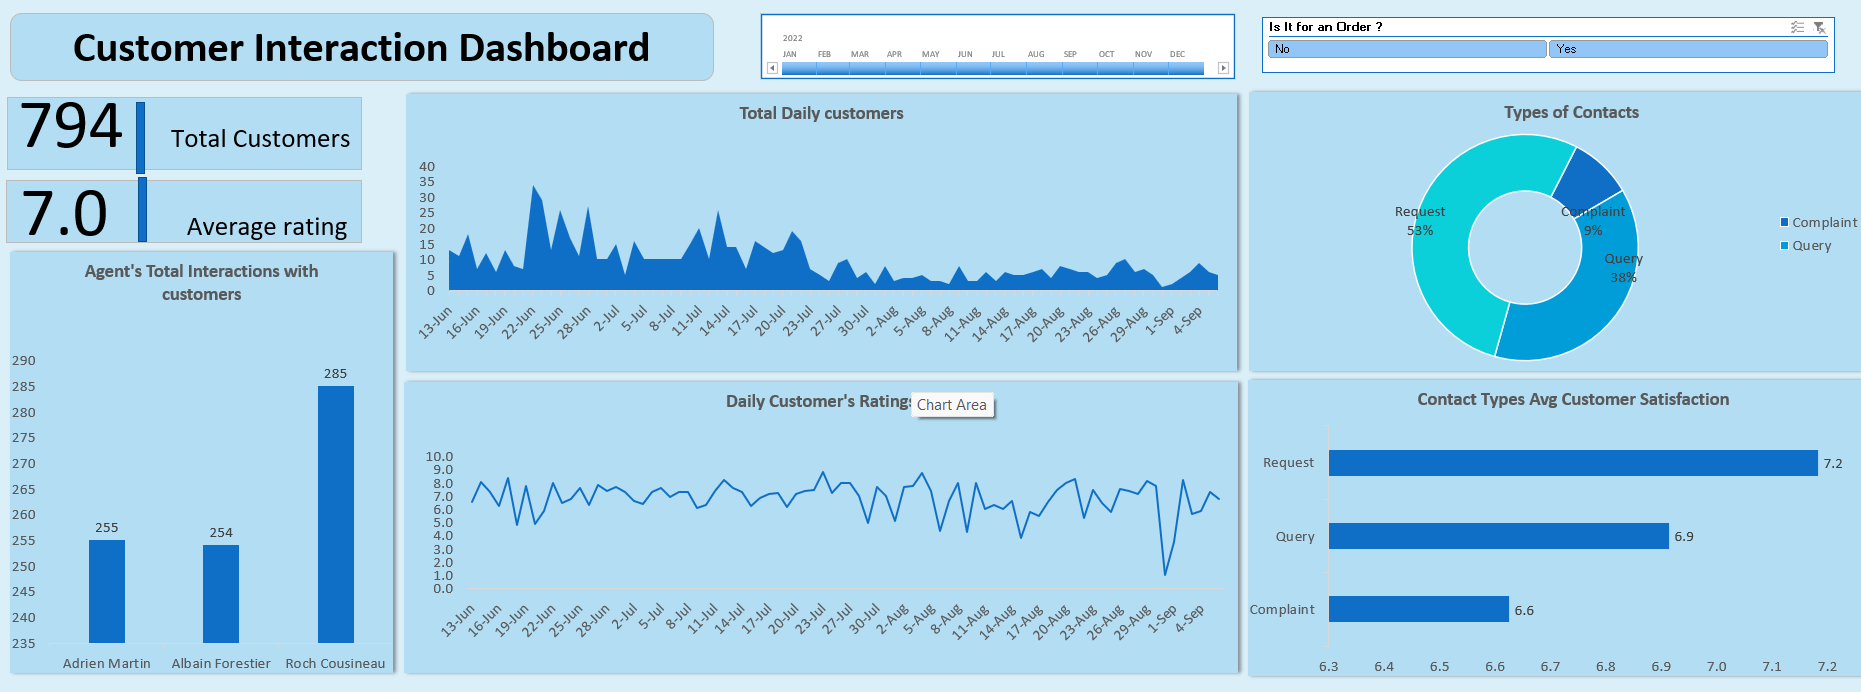 Customer Interaction Dashboard
2022
JAN FEB MAR APR MAY JUN JUL AUG SEP OCT NOV DEC
Is It for an Order ?
No Yes
794 Total Customers
7.0 Average rating
Agent's Total Interactions with
customers
290
285
280
275
270
265
260
255
250
245
240
235
255
254
285
Adrien Martin Albain Forestier Roch Cousineau
Total Daily customers
40
35
30
25
20
15
10
5
0
13-Jun 16-Jun 19-Jun 22-Jun 25-Jun 28-Jun 2-Jul 5-Jul 8-Jul 11-Jul 14-Jul 17-Jul 20-Jul 23-Jul 27-Jul 30-Jul 2-Aug 5-Aug 8-Aug 11-Aug 14-Aug 17-Aug 20-Aug 23-Aug 26-Aug 29-Aug 1-Sep 4-Sep
Daily Customer's Ratings
Chart Area
10.0
9.0
8.0
7.0
6.0
5.0
4.0
3.0
2.0
1.0
0.0
13-Jun 16-Jun 19-Jun 22-Jun 25-Jun 28-Jun 2-Jul 5-Jul 8-Jul 11-Jul 14-Jul 17-Jul 20-Jul 23-Jul 27-Jul 30-Jul 2-Aug 5-Aug 8-Aug 11-Aug 14-Aug 17-Aug 20-Aug 23-Aug 26-Aug 29-Aug 1-Sep 4-Sep
Types of Contacts
Request
53%
Complaint
9%
Query
38%
Complaint
Query
Contact Types Avg Customer Satisfaction
Request 7.2
Query 6.9
Complaint 6.6
6.3 6.4 6.5 6.6 6.7 6.8 6.9 7.0 7.1 7.2